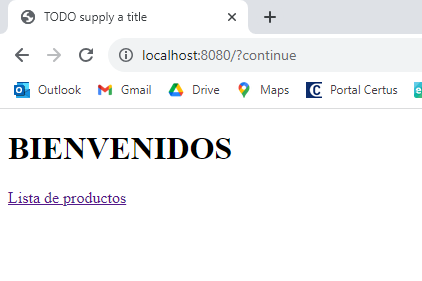 TODO supply a title
localhost:8080/?continue
Outlook Gmail Drive Maps Portal Certus
BIENVENIDOS
Lista de productos